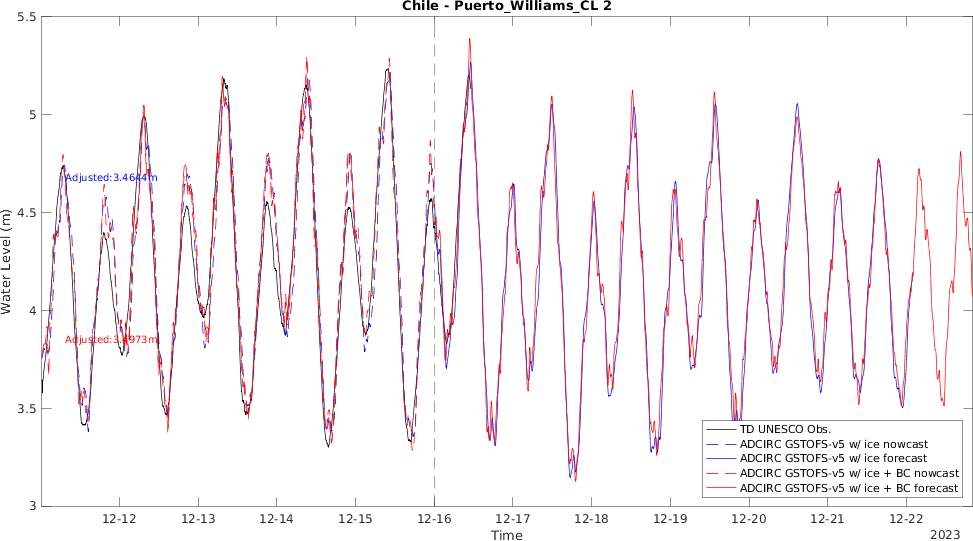 Chile - Puerto_Williams_CL 2
5.5
5
4.5
4
3.5
3
Water Level (m)
Adjusted:3.4644m
Adjusted:3.4973m
TD UNESCO Obs.
ADCIRC GSTOFS-v5 w/ ice nowcast
ADCIRC GSTOFS-v5 w/ ice forecast
ADCIRC GSTOFS-v5 w/ ice + BC nowcast
ADCIRC GSTOFS-v5 w/ ice + BC forecast
12-12 12-13 12-14 12-15 12-16 12-17 12-18 12-19 12-20 12-21 12-22
Time
2023